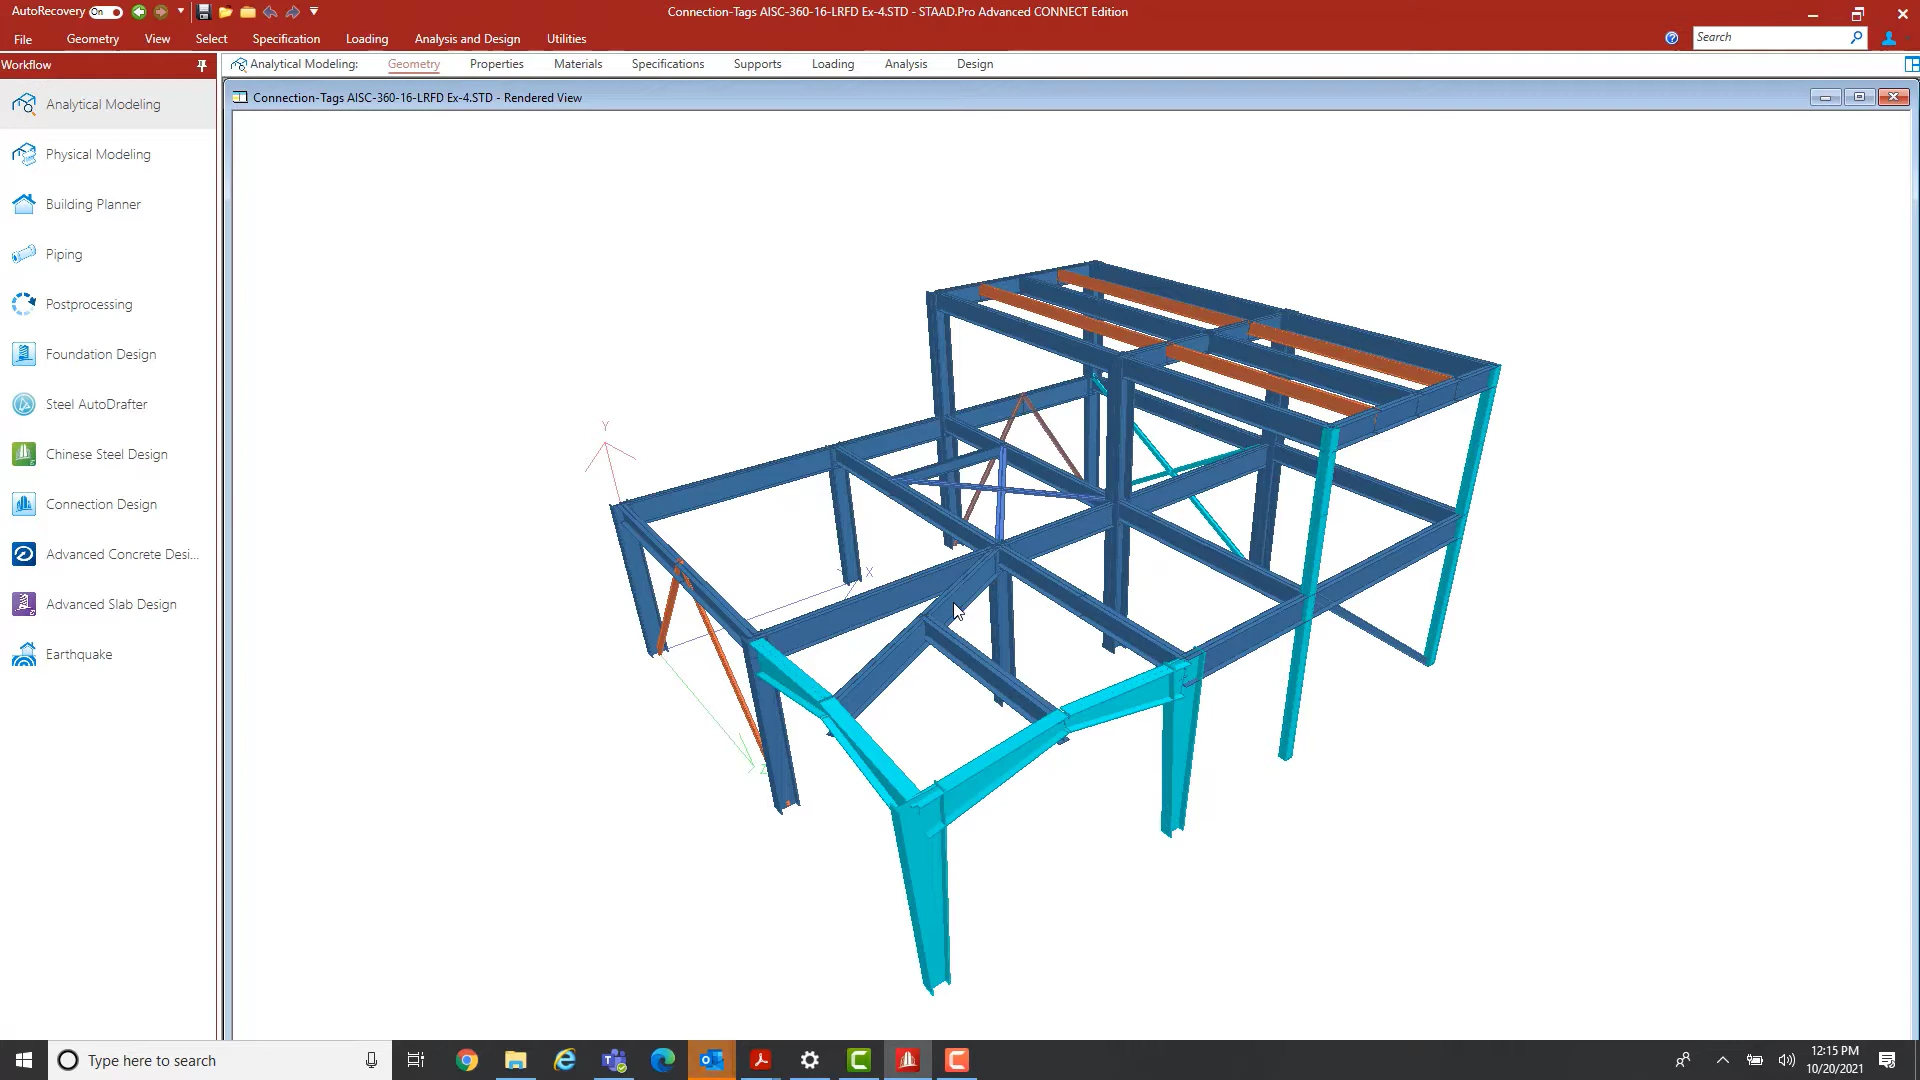 AutoRecovery On
Connection-Tags AISC-360-16-LRFD Ex-4.STD - STAAD.Pro Advanced CONNECT Edition
File Geometry View Select Specification Loading Analysis and Design Utilities
Search
Workflow
Analytical Modeling: Geometry Properties Materials Specifications Supports Loading Analysis Design
Connection-Tags AISC-360-16-LRFD Ex-4.STD - Rendered View
Analytical Modeling
Physical Modeling
Building Planner
Piping
Postprocessing
Foundation Design
Steel AutoDrafter
Chinese Steel Design
Connection Design
Advanced Concrete Desi...
Advanced Slab Design
Earthquake
Y
X
Z
Type here to search
12:15 PM
10/20/2021